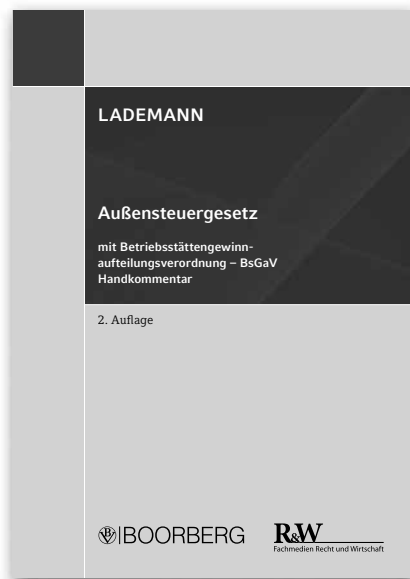 LADEMANN
Außensteuergesetz
mit Betriebsstättengewinn-
aufteilungsverordnung – BsGaV
Handkommentar
2. Auflage
BOORBERG
R&W
Fachmedien Recht und Wirtschaft